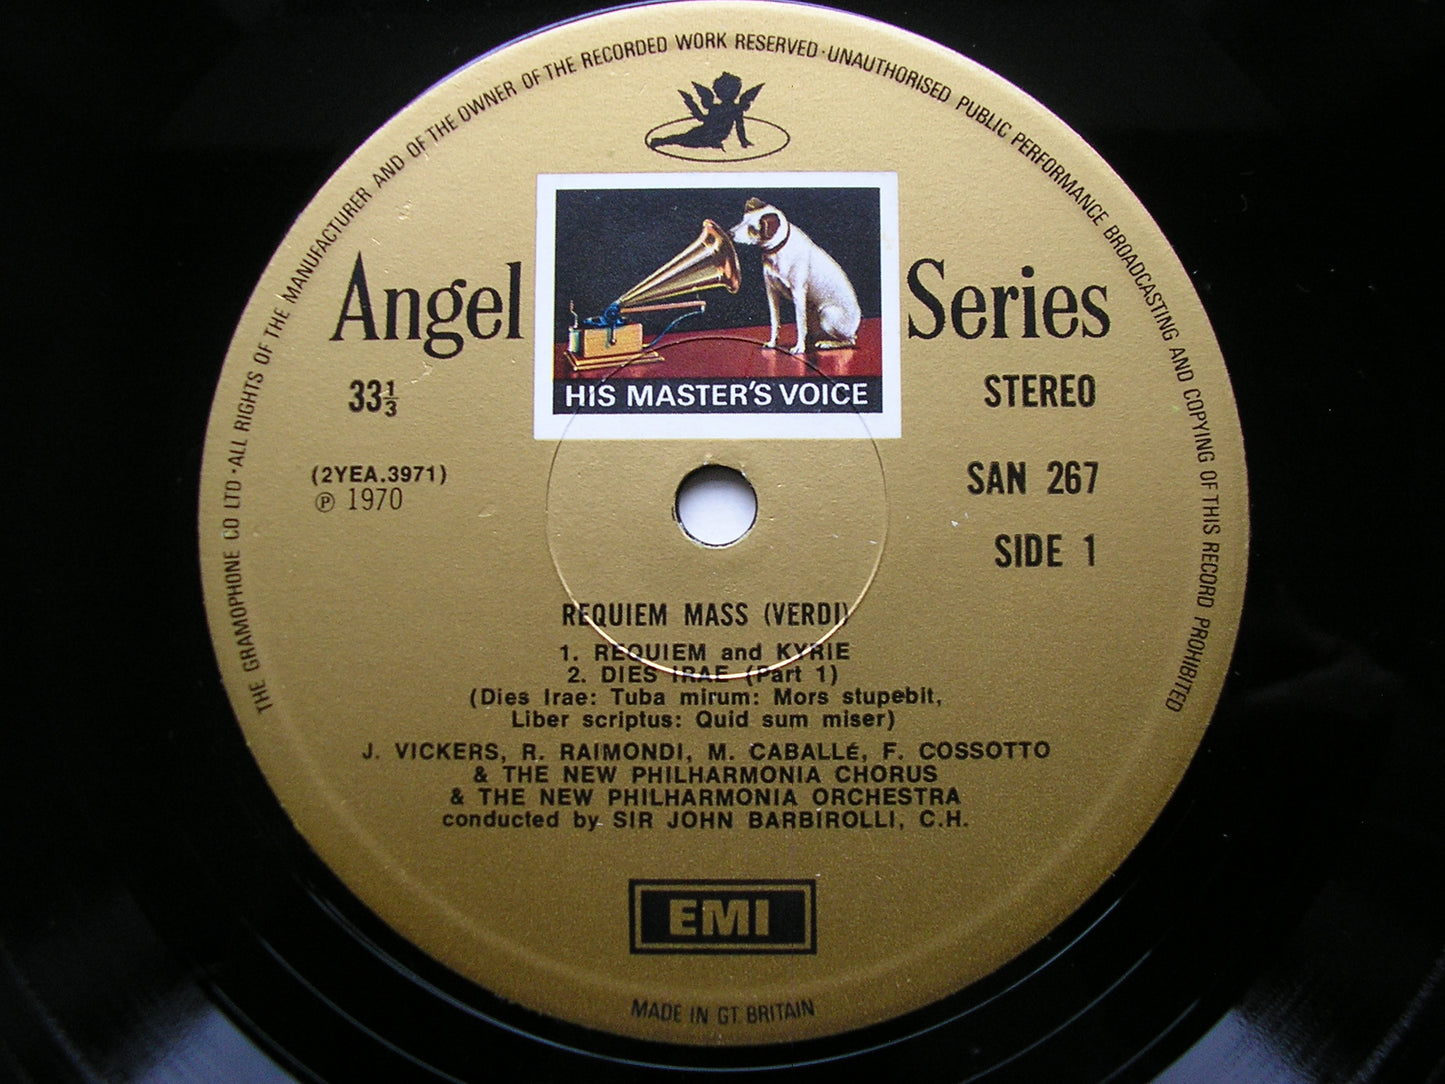 THE GRAMOPHONE CO LTD · ALL RIGHTS OF THE MANUFACTURER AND OF THE OWNER OF THE RECORDED WORK RESERVED · UNAUTHORISED PUBLIC PERFORMANCE BROADCASTING AND COPYING OF THIS RECORD PROHIBITED
Angel Series
HIS MASTER'S VOICE
33⅓
STEREO
(2YEA.3971)
℗ 1970
SAN 267
SIDE 1
REQUIEM MASS (VERDI)
1. REQUIEM and KYRIE
2. DIES IRAE (Part 1)
(Dies Irae: Tuba mirum: Mors stupebit,
Liber scriptus: Quid sum miser)
J. VICKERS, R. RAIMONDI, M. CABALLÉ, F. COSSOTTO
& THE NEW PHILHARMONIA CHORUS
& THE NEW PHILHARMONIA ORCHESTRA
conducted by SIR JOHN BARBIROLLI, C.H.
EMI
MADE IN GT BRITAIN